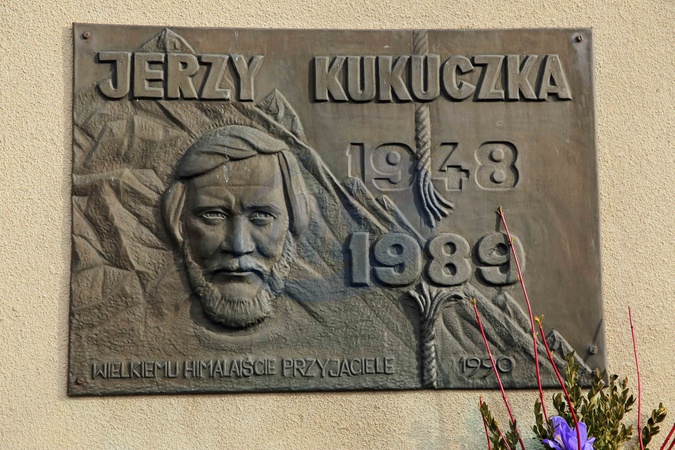 JERZY KUKUCZKA
1948
1989
WIELKIEMU HIMALAIŚCIE PRZYJACIELE 1990